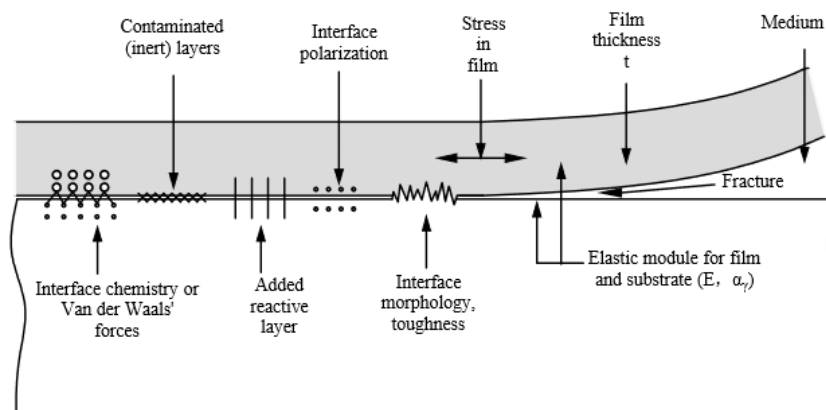 Contaminated
(inert) layers
Interface
polarization
Stress
in
film
Film
thickness
t
Medium
Fracture
Interface chemistry or
Van der Waals'
forces
Added
reactive
layer
Interface
morphology,
toughness
Elastic module for film
and substrate (E, αᵧ)